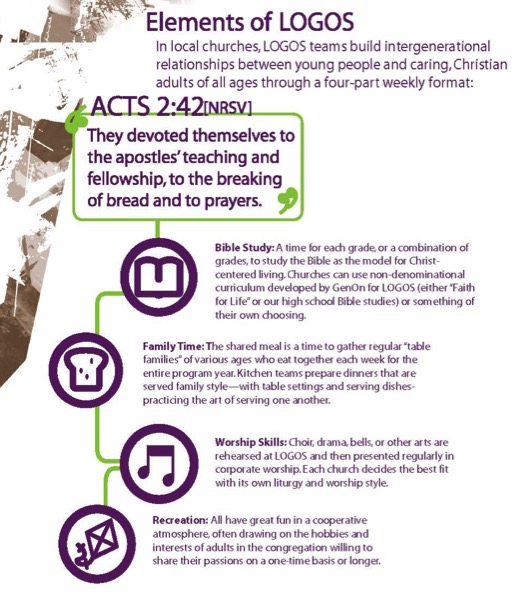 Elements of LOGOS
In local churches, LOGOS teams build intergenerational
relationships between young people and caring, Christian
adults of all ages through a four-part weekly format:
ACTS 2:42[NRSV]
They devoted themselves to
the apostles' teaching and
fellowship, to the breaking
of bread and to prayers.
Bible Study: A time for each grade, or a combination of
grades, to study the Bible as the model for Christ-
centered living. Churches can use non-denominational
curriculum developed by GenOn for LOGOS (either "Faith
for Life" or our high school Bible studies) or something of
their own choosing.
Family Time: The shared meal is a time to gather regular "table
families" of various ages who eat together each week for the
entire program year. Kitchen teams prepare dinners that are
served family style—with table settings and serving dishes-
practicing the art of serving one another.
Worship Skills: Choir, drama, bells, or other arts are
rehearsed at LOGOS and then presented regularly in
corporate worship. Each church decides the best fit
with its own liturgy and worship style.
Recreation: All have great fun in a cooperative
atmosphere, often drawing on the hobbies and
interests of adults in the congregation willing to
share their passions on a one-time basis or longer.